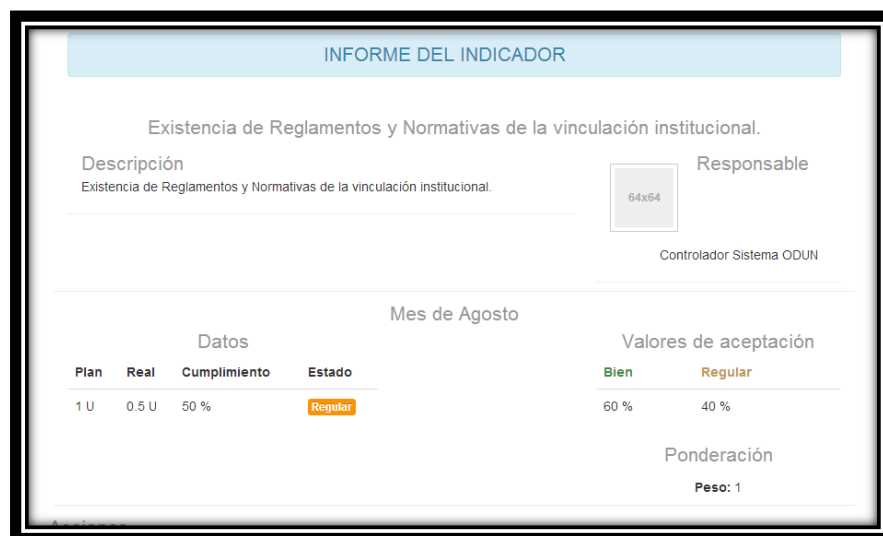 INFORME DEL INDICADOR
Existencia de Reglamentos y Normativas de la vinculación institucional.
Descripción
Existencia de Reglamentos y Normativas de la vinculación institucional.
Responsable
64x64
Controlador Sistema ODUN
Mes de Agosto
Datos
Plan Real Cumplimiento Estado
1 U 0.5 U 50 % Regular
Valores de aceptación
Bien Regular
60 % 40 %
Ponderación
Peso: 1